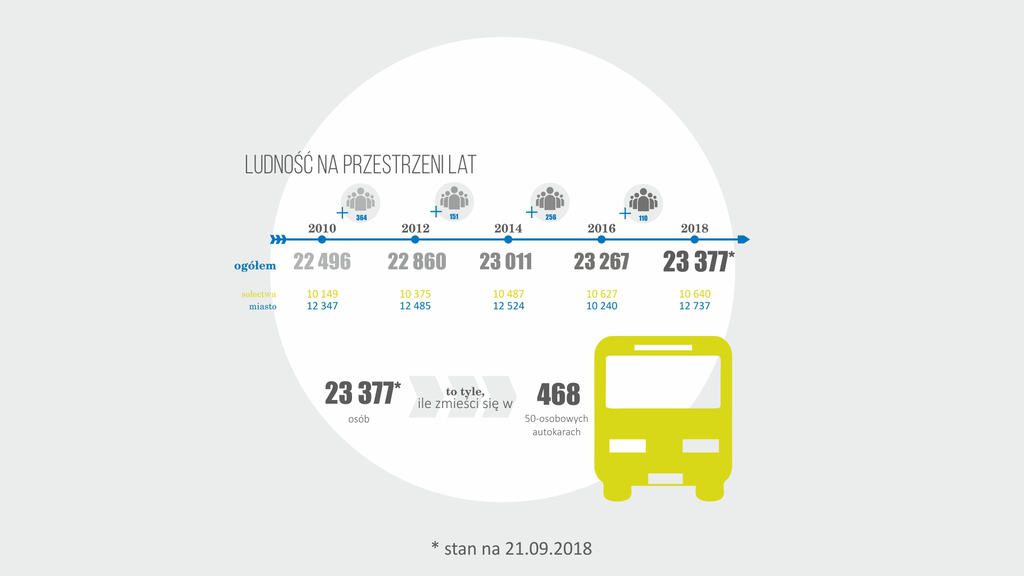 LUDNOŚĆ NA PRZESTRZENI LAT
+ 364 + 151 + 256 + 110
2010 2012 2014 2016 2018
ogółem 22 496 22 860 23 011 23 267 23 377*
sołectwa 10 149 10 375 10 487 10 627 10 640
miasto 12 347 12 485 12 524 10 240 12 737
23 377* to tyle, 468
ile zmieści się w
osób 50-osobowych
autokarach
* stan na 21.09.2018